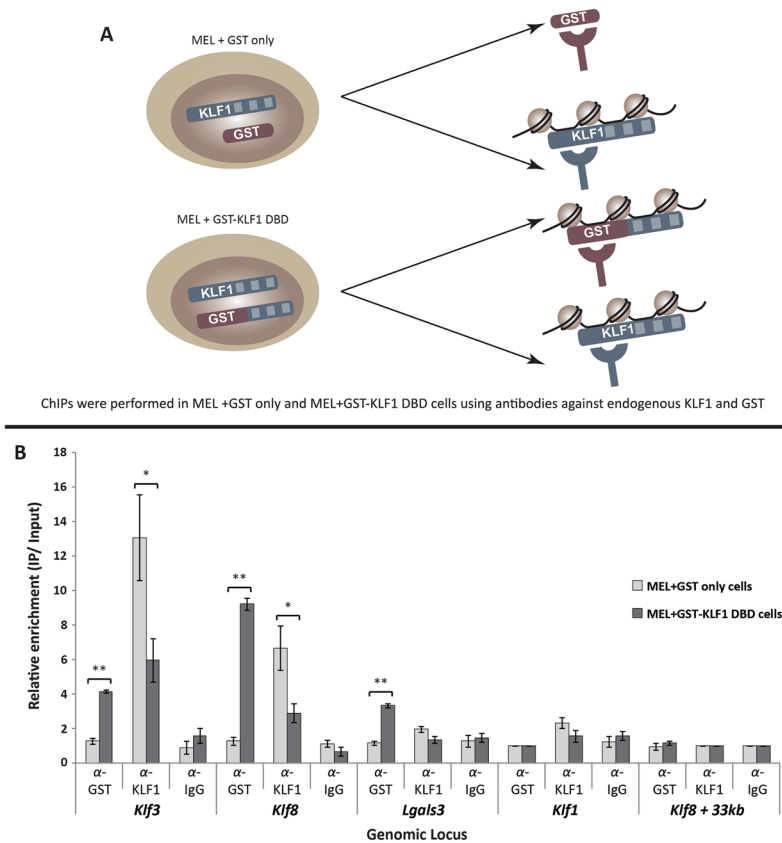 A
MEL + GST only
GST
KLF1
GST
KLF1
MEL + GST-KLF1 DBD
GST
KLF1
GST
KLF1
ChIPs were performed in MEL +GST only and MEL+GST-KLF1 DBD cells using antibodies against endogenous KLF1 and GST
B
Relative enrichment (IP/ Input)
18
16
14
12
10
8
6
4
2
0
** * ** * **
MEL+GST only cells
MEL+GST-KLF1 DBD cells
α- α- α- α- α- α- α- α- α- α- α- α- α- α- α-
GST KLF1 IgG GST KLF1 IgG GST KLF1 IgG GST KLF1 IgG GST KLF1 IgG
Klf3 Klf8 Lgals3 Klf1 Klf8 + 33kb
Genomic Locus